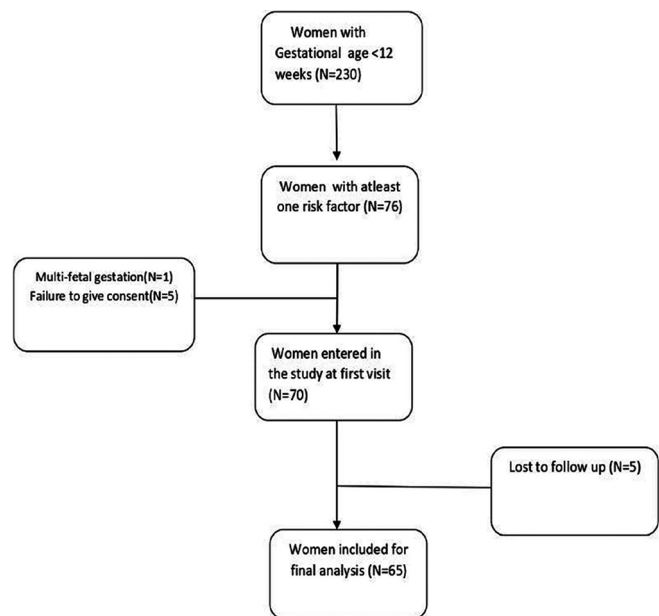 Women with
Gestational age <12
weeks (N=230)
Women with atleast
one risk factor (N=76)
Multi-fetal gestation(N=1)
Failure to give consent(N=5)
Women entered in
the study at first visit
(N=70)
Lost to follow up (N=5)
Women included for
final analysis (N=65)